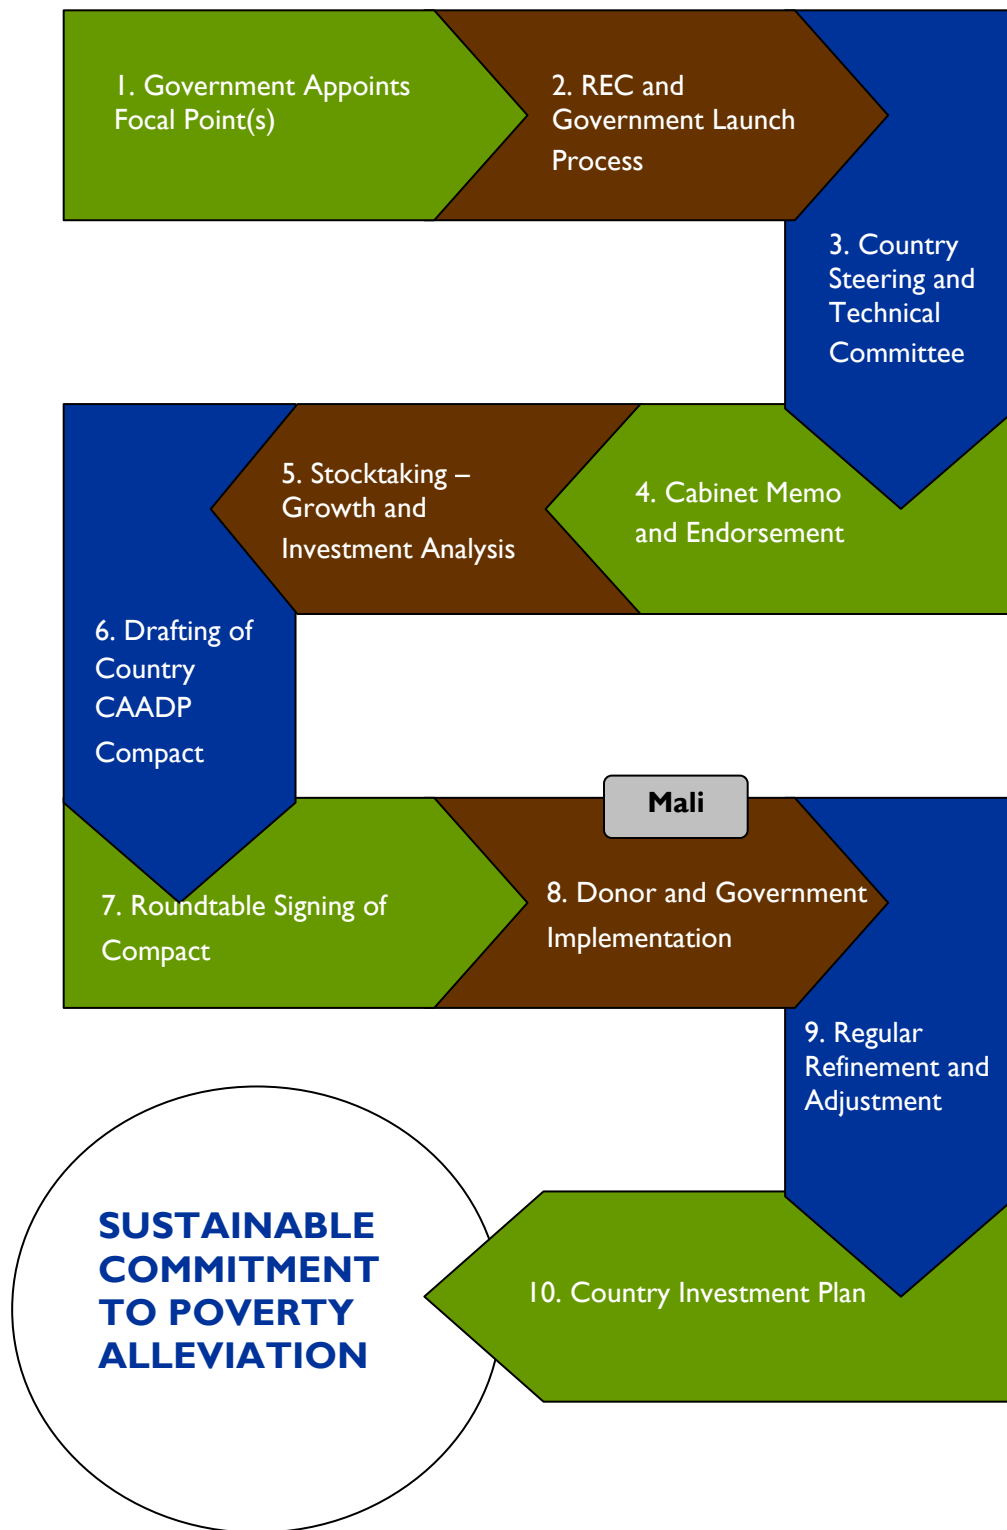 1. Government Appoints
Focal Point(s)
2. REC and
Government Launch
Process
3. Country
Steering and
Technical
Committee
4. Cabinet Memo
and Endorsement
5. Stocktaking –
Growth and
Investment Analysis
6. Drafting of
Country
CAADP
Compact
Mali
7. Roundtable Signing of
Compact
8. Donor and Government
Implementation
9. Regular
Refinement and
Adjustment
10. Country Investment Plan
SUSTAINABLE
COMMITMENT
TO POVERTY
ALLEVIATION